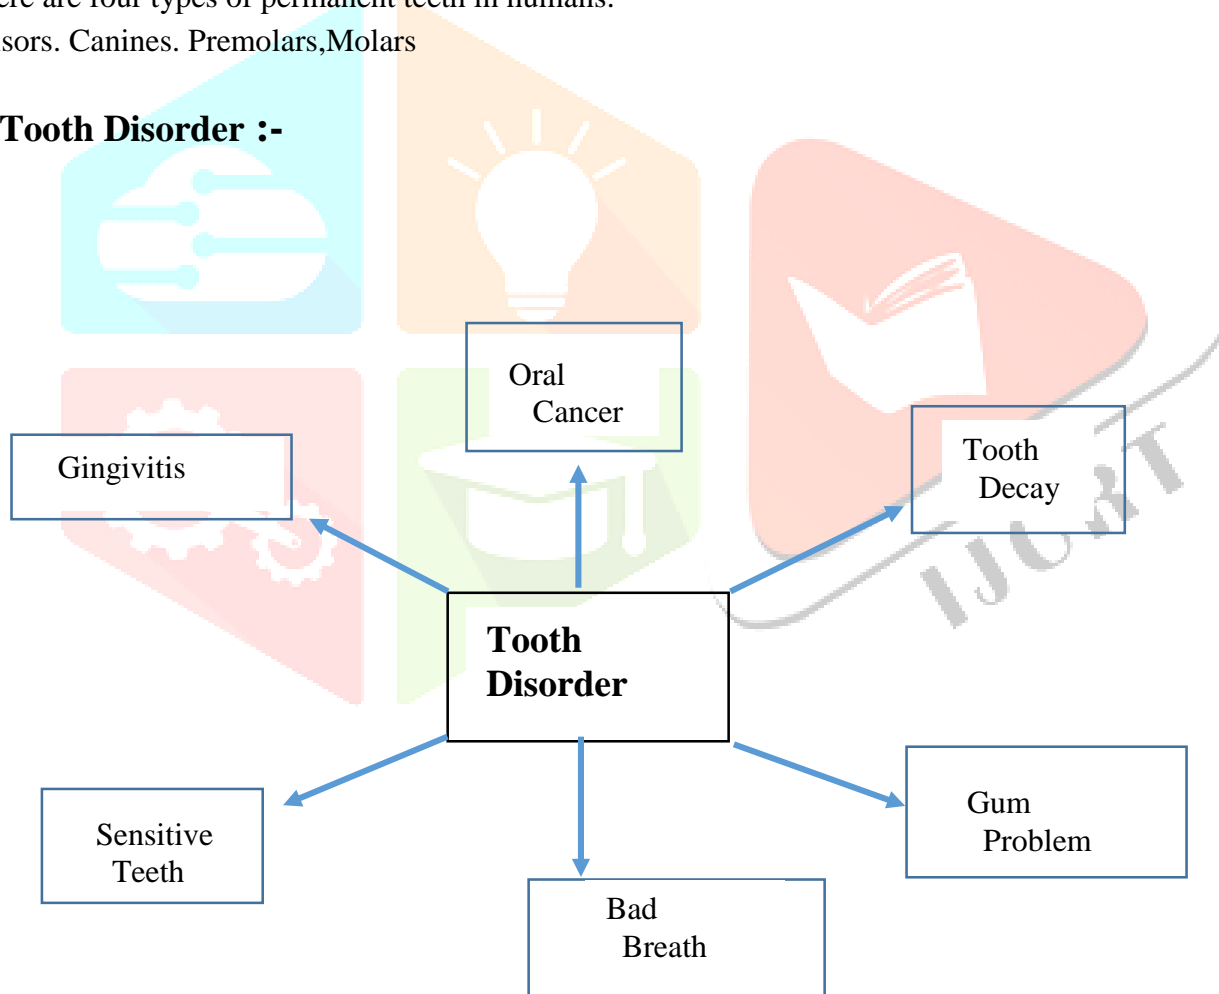 ere are four types of permanent teeth in humans.
sors. Canines. Premolars,Molars
Tooth Disorder :-
Oral
Cancer
Gingivitis
Tooth
Decay
IJCRT
Tooth
Disorder
Sensitive
Teeth
Gum
Problem
Bad
Breath